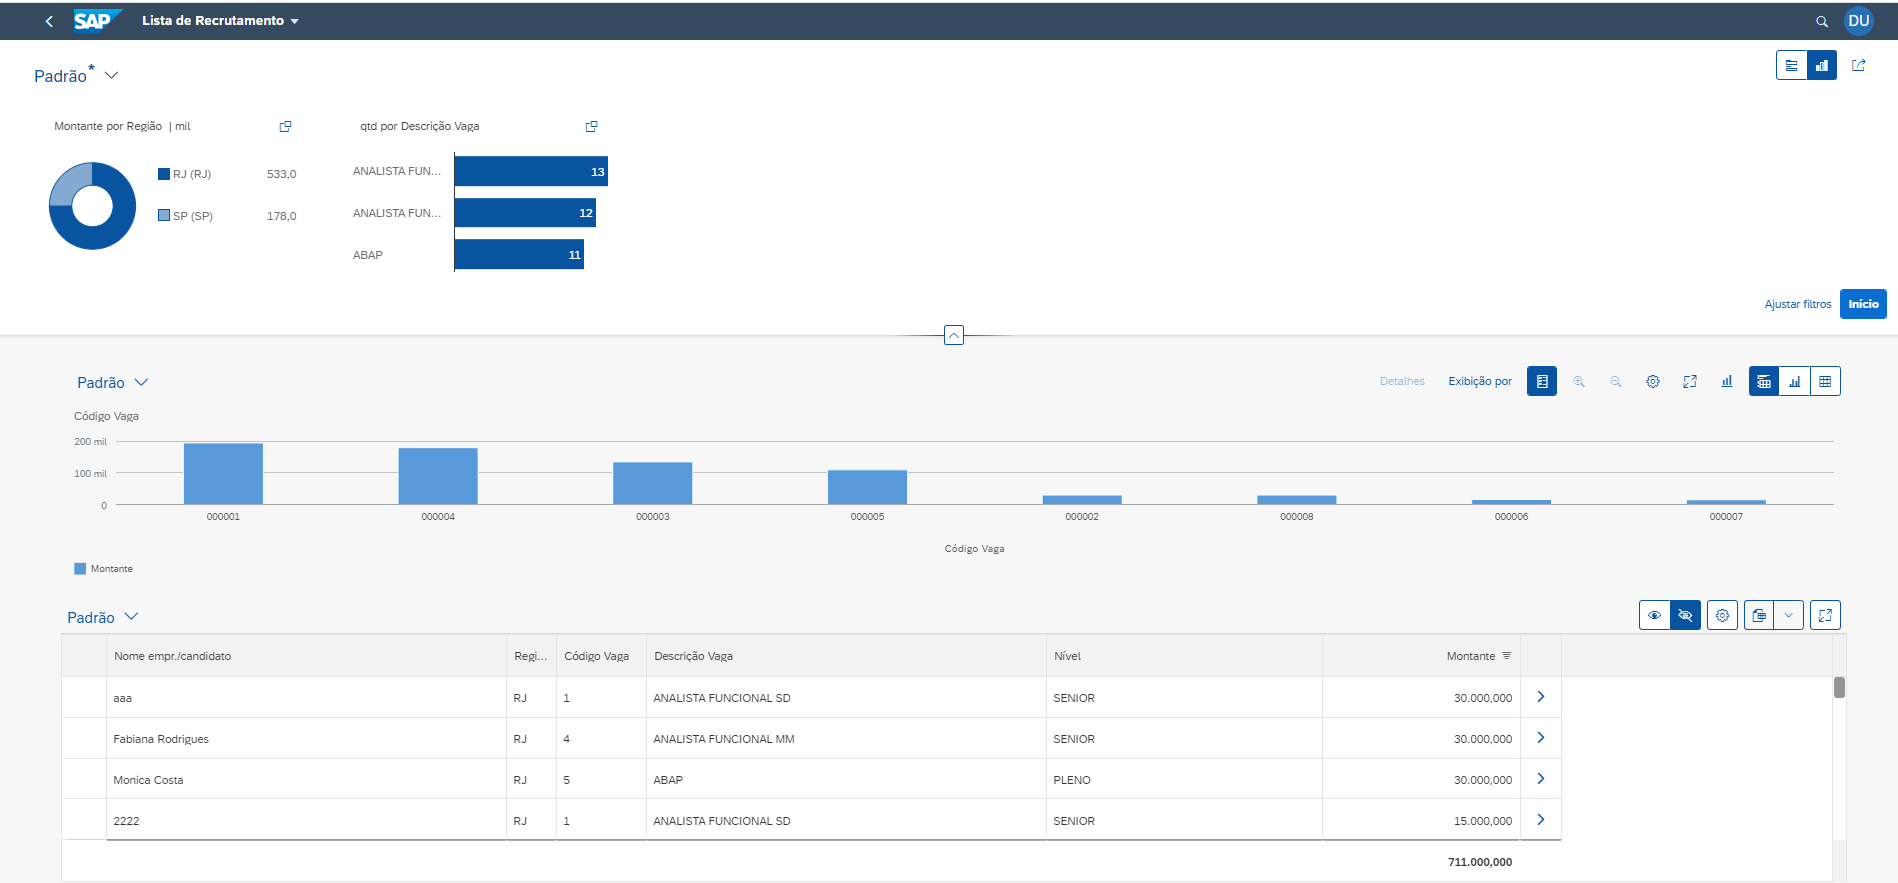 SAP Lista de Recrutamento DU
Padrão*
Montante por Região | mil
RJ (RJ) 533,0
SP (SP) 178,0
qtd por Descrição Vaga
ANALISTA FUN... 13
ANALISTA FUN... 12
ABAP 11
Ajustar filtros Início
Padrão Detalhes Exibição por
Código Vaga
200 mil
100 mil
0
000001 000004 000003 000005 000002 000008 000006 000007
Código Vaga
Montante
Padrão
Nome empr./candidato Regi... Código Vaga Descrição Vaga Nível Montante
aaa RJ 1 ANALISTA FUNCIONAL SD SENIOR 30.000,000
Fabiana Rodrigues RJ 4 ANALISTA FUNCIONAL MM SENIOR 30.000,000
Monica Costa RJ 5 ABAP PLENO 30.000,000
2222 RJ 1 ANALISTA FUNCIONAL SD SENIOR 15.000,000
711.000,000